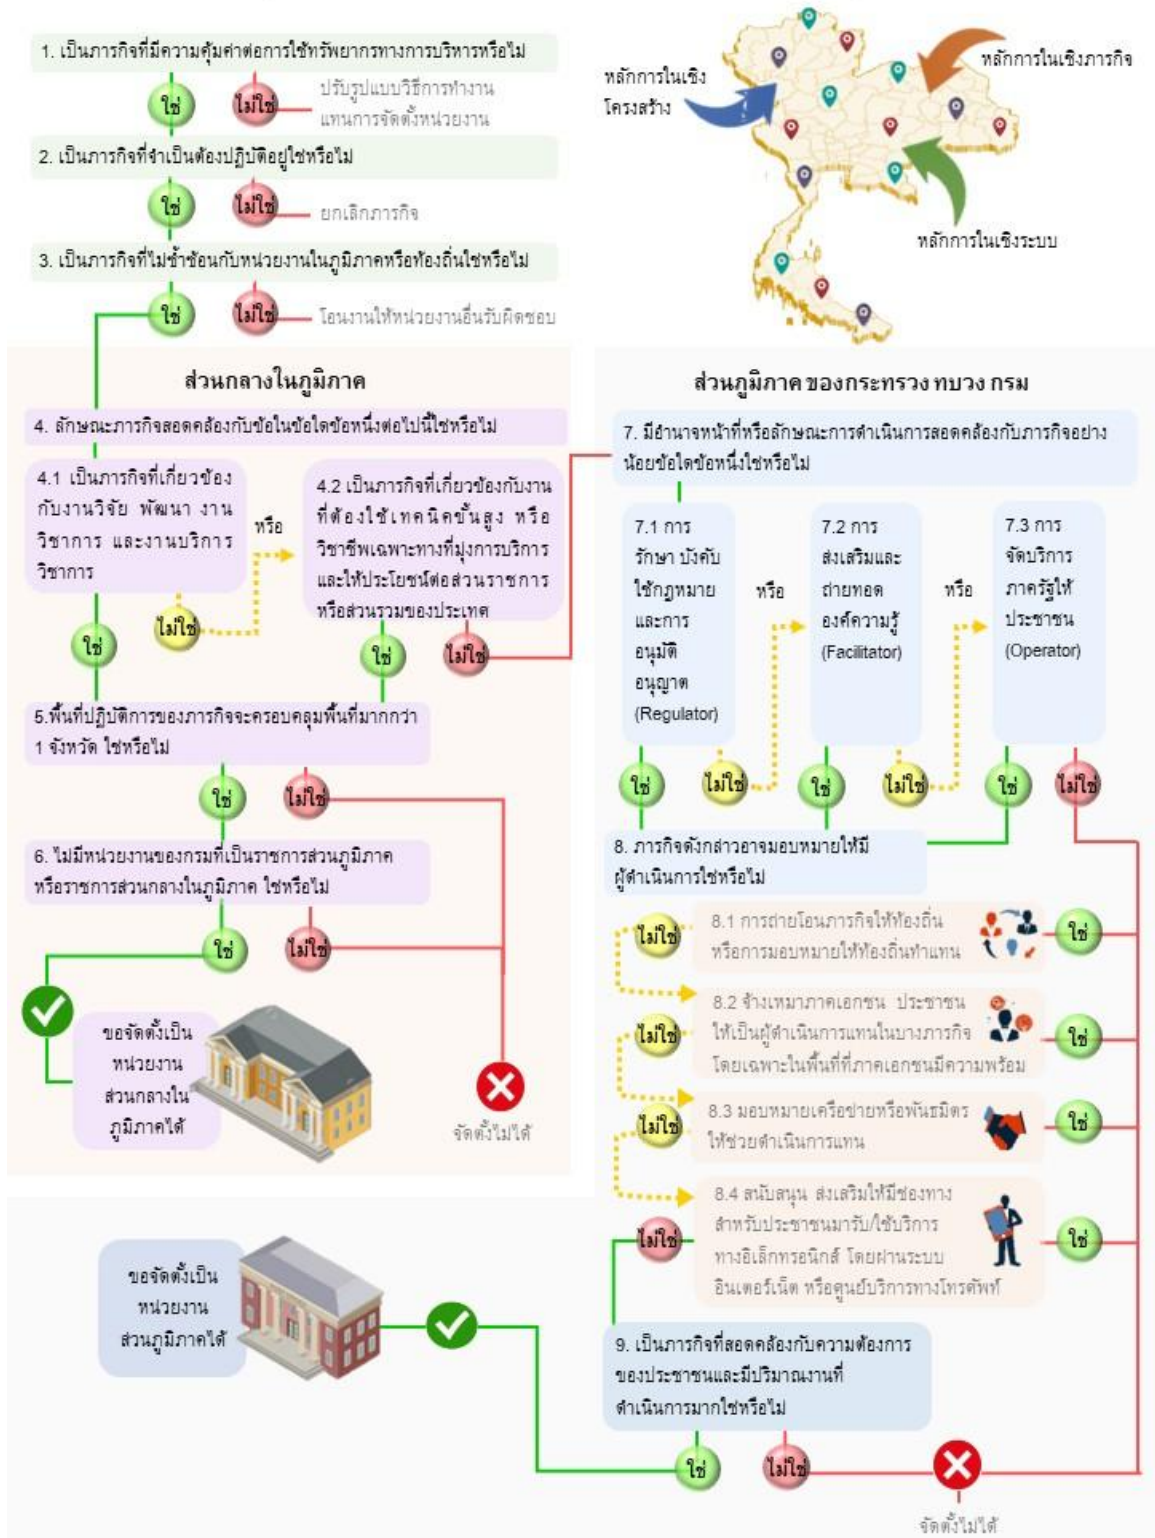 1. เป็นภารกิจที่มีความคุ้มค่าต่อการใช้ทรัพยากรทางการบริหารหรือไม่
ใช่
ไม่ใช่
ปรับรูปแบบวิธีการทำงาน
แทนการจัดตั้งหน่วยงาน
2. เป็นภารกิจที่จำเป็นต้องปฏิบัติอยู่ใช่หรือไม่
ใช่
ไม่ใช่
ยกเลิกภารกิจ
3. เป็นภารกิจที่ไม่ซ้ำซ้อนกับหน่วยงานในภูมิภาคหรือท้องถิ่นใช่หรือไม่
ใช่
ไม่ใช่
โอนงานให้หน่วยงานอื่นรับผิดชอบ
หลักการในเชิง
โครงสร้าง
หลักการในเชิงภารกิจ
หลักการในเชิงระบบ
ส่วนกลางในภูมิภาค
4. ลักษณะภารกิจสอดคล้องกับข้อในข้อใดข้อหนึ่งต่อไปนี้ใช่หรือไม่
4.1 เป็นภารกิจที่เกี่ยวข้อง
กับงานวิจัย พัฒนา งาน
วิชาการ และงานบริการ
วิชาการ
หรือ
4.2 เป็นภารกิจที่เกี่ยวข้องกับงาน
ที่ต้องใช้เทคนิคขั้นสูง หรือ
วิชาชีพเฉพาะทางที่มุ่งการบริการ
และให้ประโยชน์ต่อส่วนราชการ
หรือส่วนรวมของประเทศ
ใช่
ไม่ใช่
ใช่
ไม่ใช่
5.พื้นที่ปฏิบัติการของภารกิจจะครอบคลุมพื้นที่มากกว่า
1 จังหวัด ใช่หรือไม่
ใช่
ไม่ใช่
6. ไม่มีหน่วยงานของกรมที่เป็นราชการส่วนภูมิภาค
หรือราชการส่วนกลางในภูมิภาค ใช่หรือไม่
ใช่
ไม่ใช่
ขอจัดตั้งเป็น
หน่วยงาน
ส่วนกลางใน
ภูมิภาคได้
จัดตั้งไม่ได้
ส่วนภูมิภาค ของกระทรวง ทบวง กรม
7. มีอำนาจหน้าที่หรือลักษณะการดำเนินการสอดคล้องกับภารกิจอย่าง
น้อยข้อใดข้อหนึ่งใช่หรือไม่
7.1 การ
รักษา บังคับ
ใช้กฎหมาย
และการ
อนุมัติ
อนุญาต
(Regulator)
หรือ
7.2 การ
ส่งเสริมและ
ถ่ายทอด
องค์ความรู้
(Facilitator)
หรือ
7.3 การ
จัดบริการ
ภาครัฐให้
ประชาชน
(Operator)
ใช่
ไม่ใช่
ใช่
ไม่ใช่
ใช่
ไม่ใช่
8. ภารกิจดังกล่าวอาจมอบหมายให้มี
ผู้ดำเนินการใช่หรือไม่
ไม่ใช่
8.1 การถ่ายโอนภารกิจให้ท้องถิ่น
หรือการมอบหมายให้ท้องถิ่นทำแทน
ใช่
ไม่ใช่
8.2 จ้างเหมาภาคเอกชน ประชาชน
ให้เป็นผู้ดำเนินการแทนในบางภารกิจ
โดยเฉพาะในพื้นที่ที่ภาคเอกชนมีความพร้อม
ใช่
ไม่ใช่
8.3 มอบหมายเครือข่ายหรือพันธมิตร
ให้ช่วยดำเนินการแทน
ใช่
ไม่ใช่
8.4 สนับสนุน ส่งเสริมให้มีช่องทาง
สำหรับประชาชนมารับ/ใช้บริการ
ทางอิเล็กทรอนิกส์ โดยผ่านระบบ
อินเตอร์เน็ต หรือศูนย์บริการทางโทรศัพท์
ใช่
9. เป็นภารกิจที่สอดคล้องกับความต้องการ
ของประชาชนและมีปริมาณงานที่
ดำเนินการมากใช่หรือไม่
ใช่
ไม่ใช่
จัดตั้งไม่ได้
ขอจัดตั้งเป็น
หน่วยงาน
ส่วนภูมิภาคได้